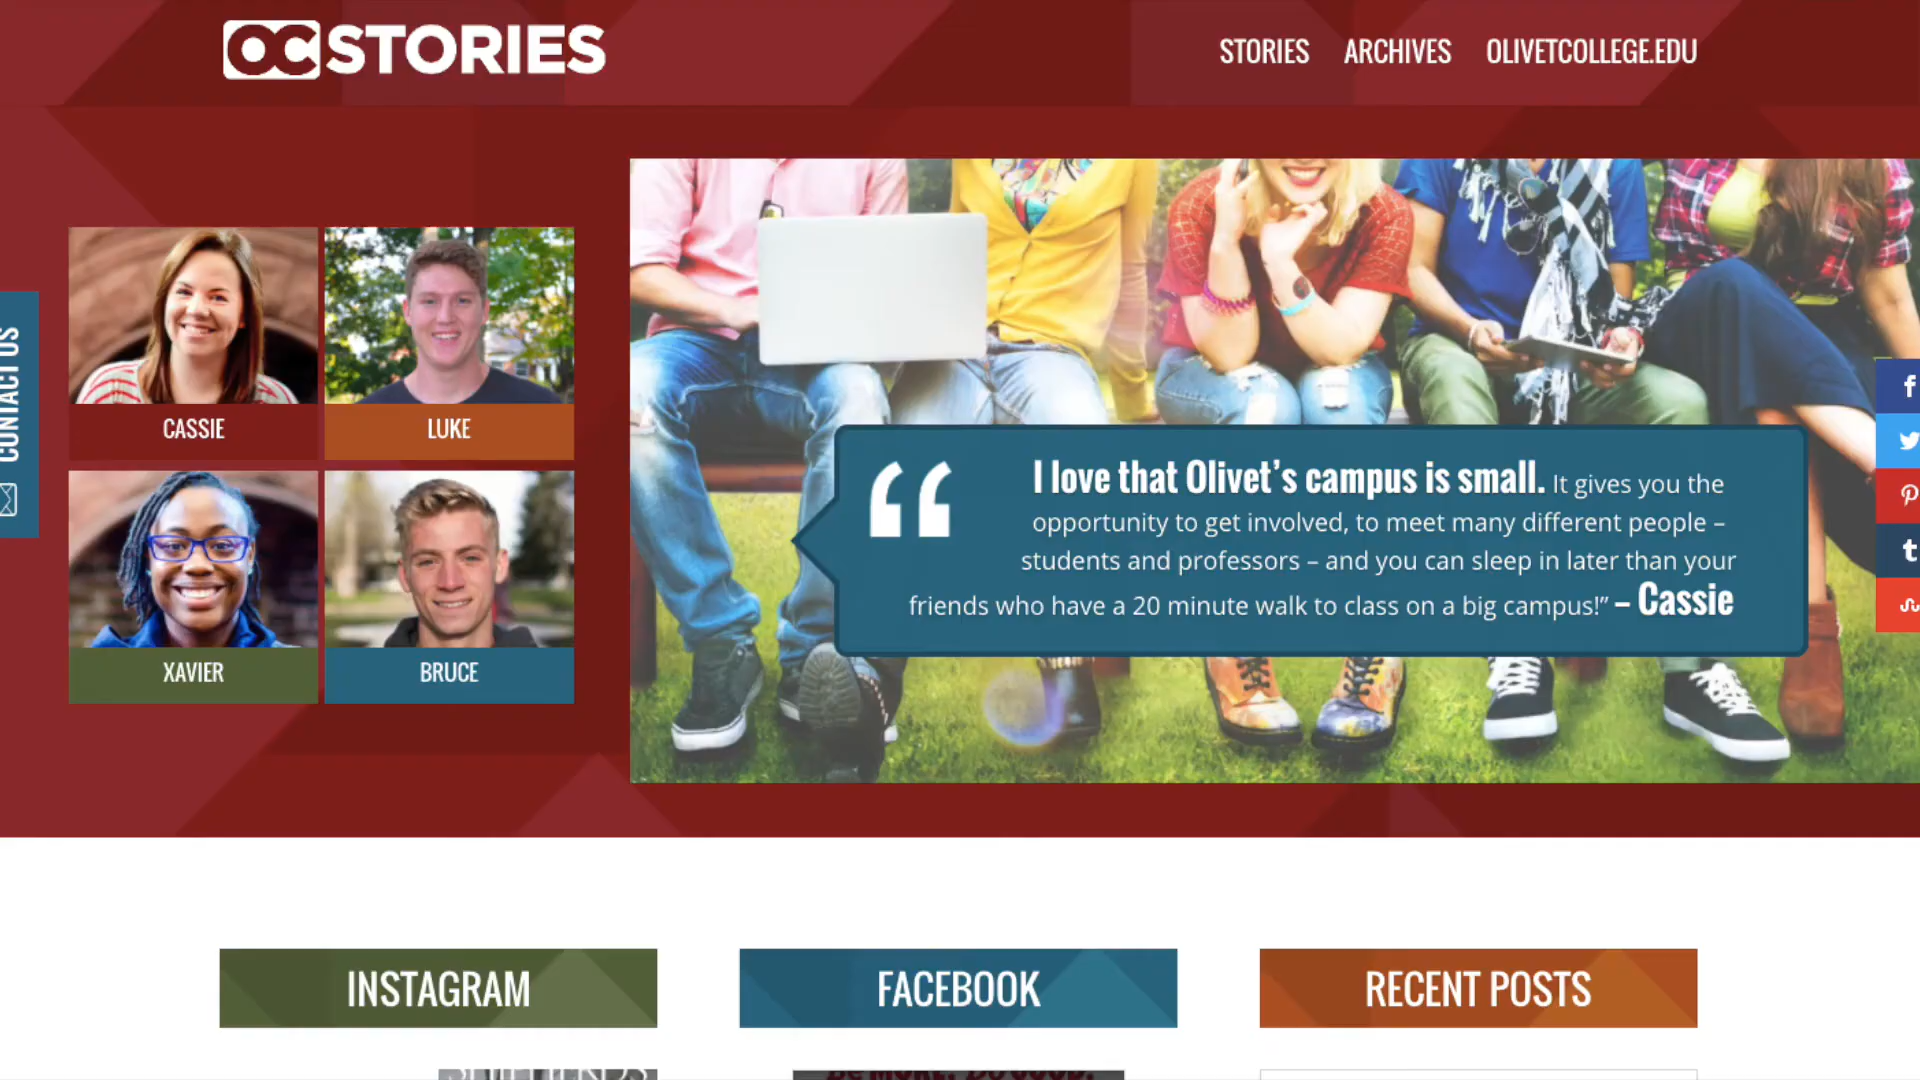 OC STORIES
STORIES ARCHIVES OLIVETCOLLEGE.EDU
CONTACT US
CASSIE
LUKE
XAVIER
BRUCE
“ I love that Olivet’s campus is small. It gives you the
opportunity to get involved, to meet many different people –
students and professors – and you can sleep in later than your
friends who have a 20 minute walk to class on a big campus!” – Cassie
INSTAGRAM
FACEBOOK
RECENT POSTS